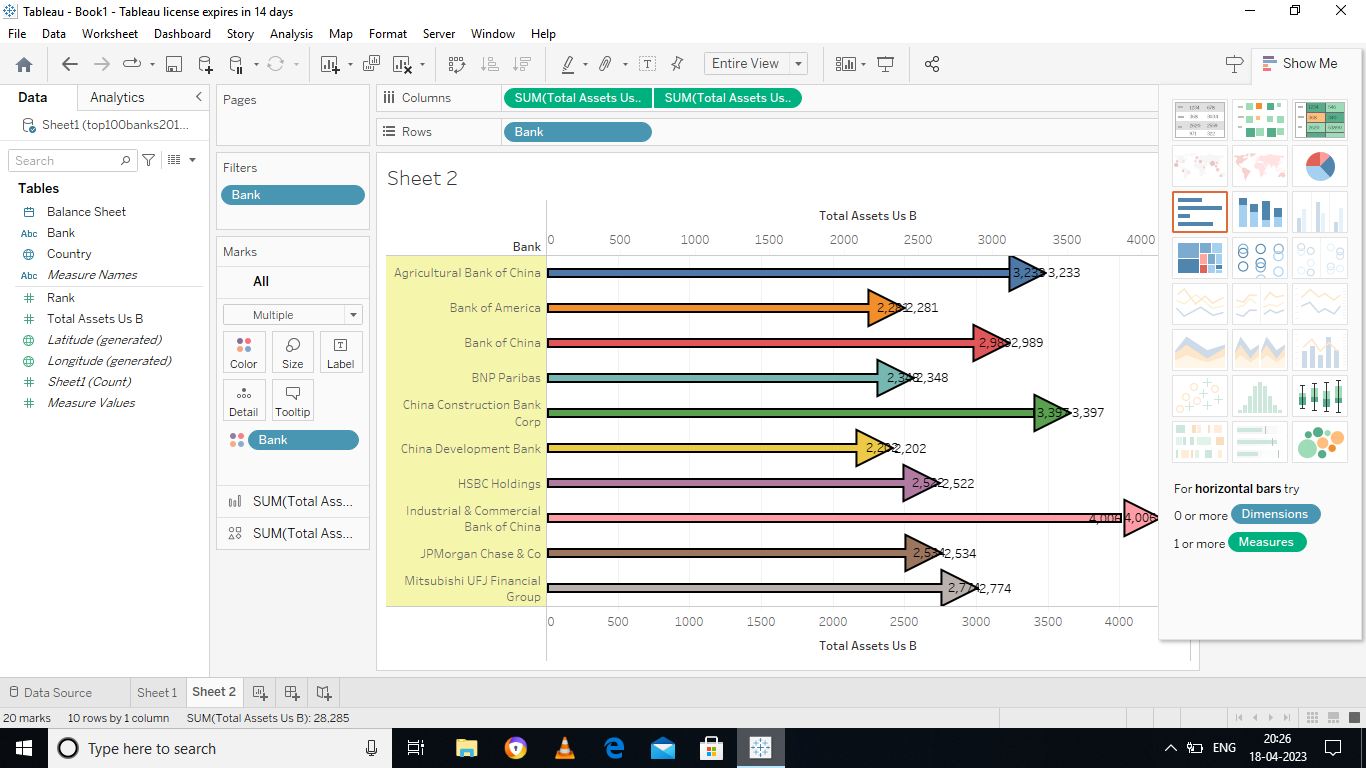 Tableau - Book1 - Tableau license expires in 14 days
File Data Worksheet Dashboard Story Analysis Map Format Server Window Help
Entire View
Show Me
Data Analytics
Sheet1 (top100banks201...
Search
Tables
Balance Sheet
Abc Bank
Country
Abc Measure Names
Rank
Total Assets Us B
Latitude (generated)
Longitude (generated)
Sheet1 (Count)
Measure Values
Pages
Filters
Bank
Marks
All
Multiple
Color Size Label
Detail Tooltip
Bank
SUM(Total Ass...
SUM(Total Ass...
Columns SUM(Total Assets Us.. SUM(Total Assets Us..
Rows Bank
Sheet 2
Total Assets Us B
0 500 1000 1500 2000 2500 3000 3500 4000
Bank
Agricultural Bank of China 3,233 3,233
Bank of America 2,281 2,281
Bank of China 2,989 2,989
BNP Paribas 2,348 2,348
China Construction Bank
Corp 3,397 3,397
China Development Bank 2,202 2,202
HSBC Holdings 2,522 2,522
Industrial & Commercial
Bank of China 4,006 4,006
JPMorgan Chase & Co 2,534 2,534
Mitsubishi UFJ Financial
Group 2,774 2,774
0 500 1000 1500 2000 2500 3000 3500 4000
Total Assets Us B
For horizontal bars try
0 or more Dimensions
1 or more Measures
Data Source Sheet 1 Sheet 2
20 marks 10 rows by 1 column SUM(Total Assets Us B): 28,285
Type here to search
ENG
20:26
18-04-2023